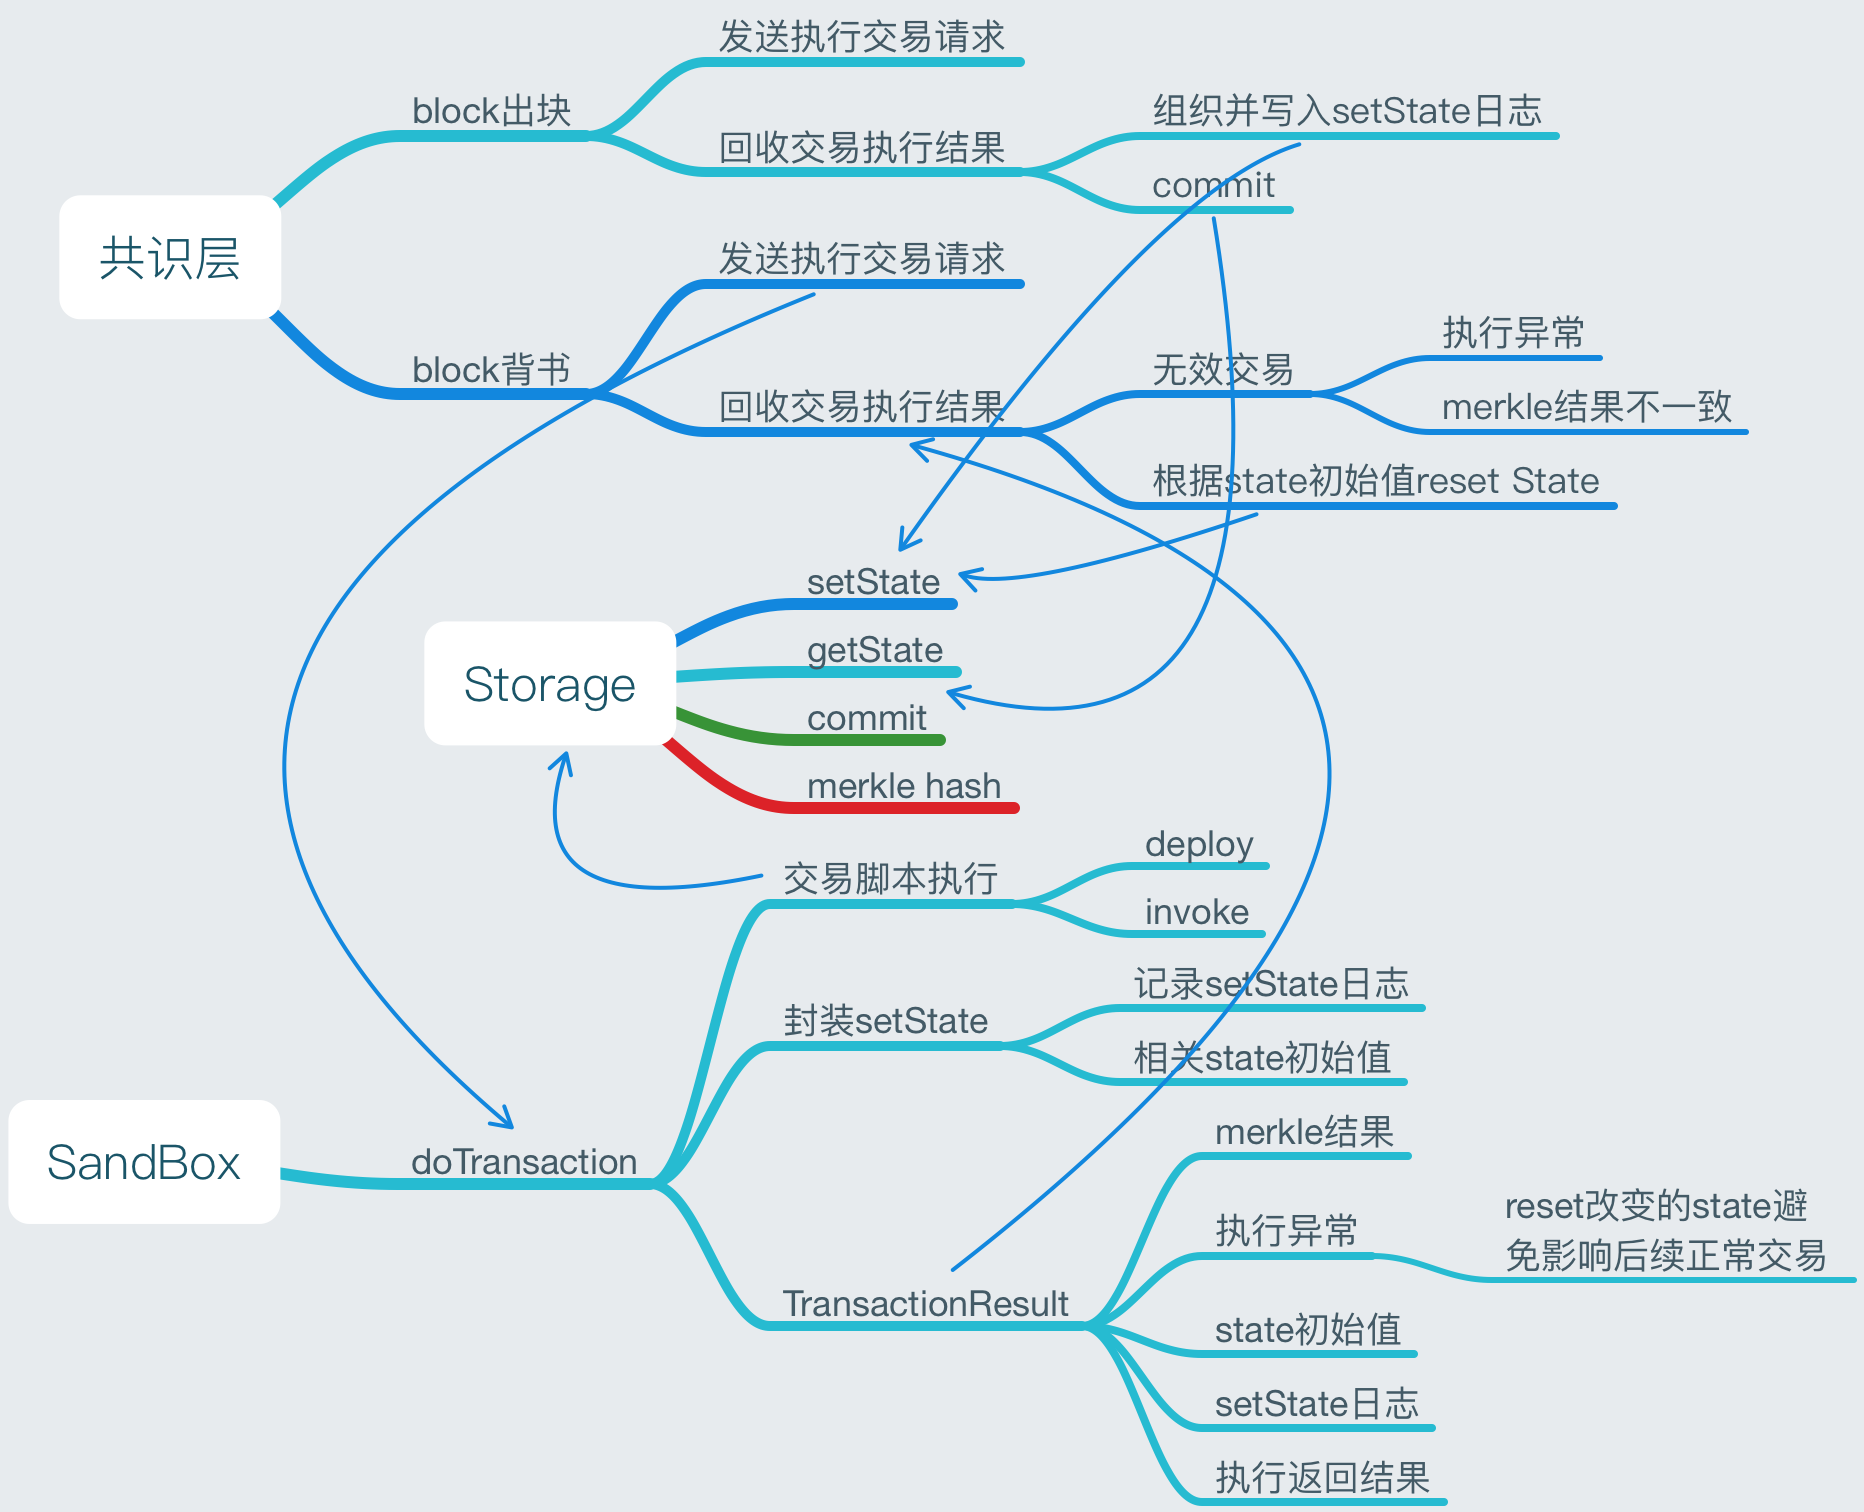 共识层
block出块
发送执行交易请求
回收交易执行结果
组织并写入setState日志
commit
block背书
发送执行交易请求
回收交易执行结果
无效交易
执行异常
merkle结果不一致
根据state初始值reset State
Storage
setState
getState
commit
merkle hash
SandBox
doTransaction
交易脚本执行
deploy
invoke
封装setState
记录setState日志
相关state初始值
TransactionResult
merkle结果
执行异常
reset改变的state避
免影响后续正常交易
state初始值
setState日志
执行返回结果